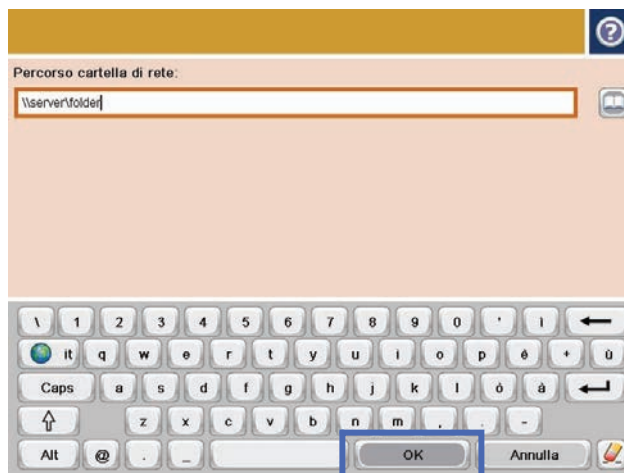 ?
Percorso cartella di rete:
\\server\folder
\ 1 2 3 4 5 6 7 8 9 0 ' ì
it q w e r t y u i o p è + ù
Caps a s d f g h j k l ò à
z x c v b n m , . -
Alt @ . _ OK Annulla